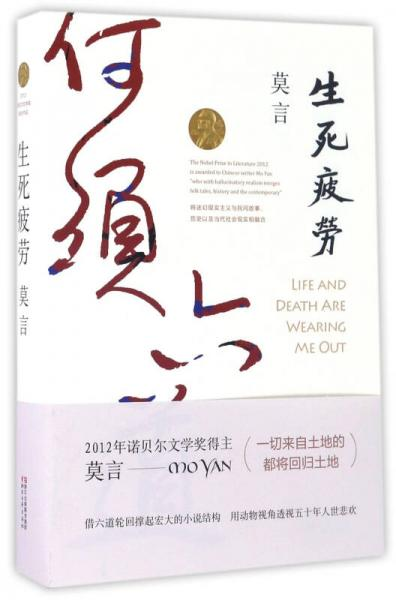 生死疲劳
莫言
何须
生死疲劳
莫言
The Nobel Prize in Literature 2012
is awarded to Chinese writer Mo Yan
"who with hallucinatory realism merges
folk tales, history and the contemporary"
将迷幻现实主义与民间故事、
历史以及当代社会现实相融合
LIFE AND
DEATH ARE
WEARING
ME OUT
2012年诺贝尔文学奖得主
莫言——MO YAN
一切来自土地的
都将回归土地
借六道轮回撑起宏大的小说结构 用动物视角透视五十年人世悲欢